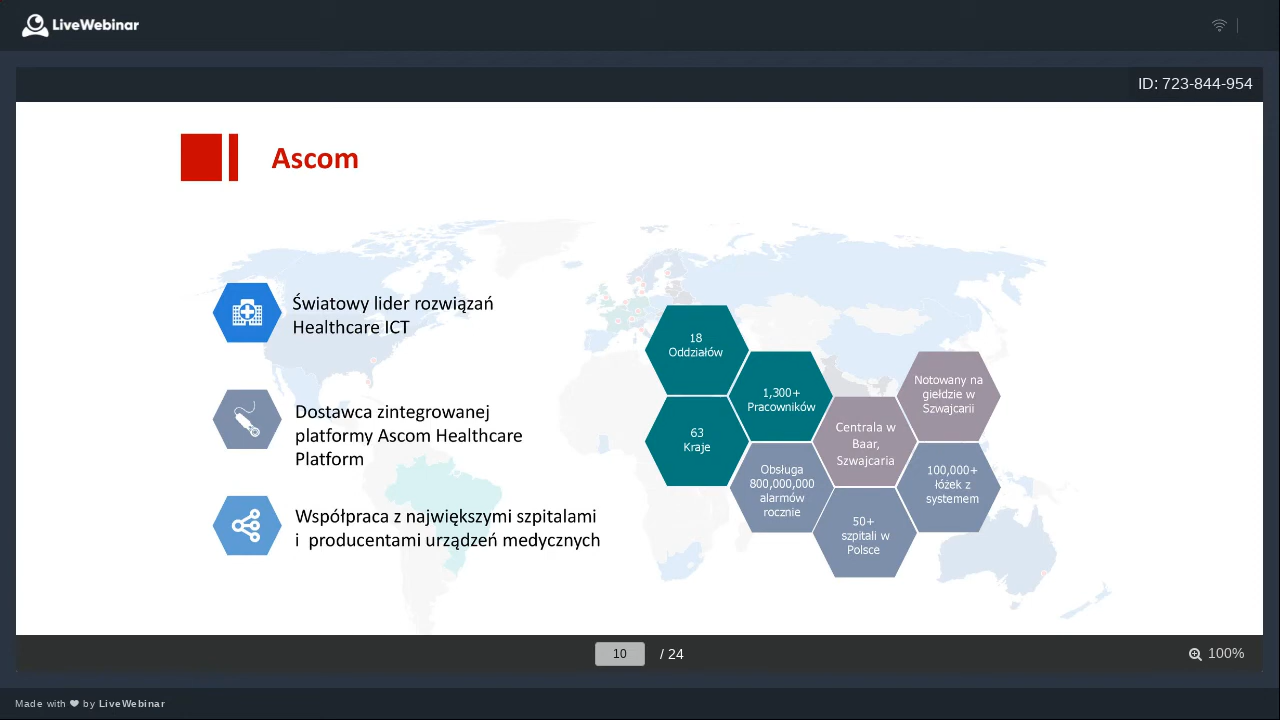 LiveWebinar
ID: 723-844-954
Ascom
Światowy lider rozwiązań
Healthcare ICT
Dostawca zintegrowanej
platformy Ascom Healthcare
Platform
Współpraca z największymi szpitalami
i  producentami urządzeń medycznych
18
Oddziałów
63
Kraje
1,300+
Pracowników
Obsługa
800,000,000
alarmów
rocznie
Centrala w
Baar,
Szwajcaria
50+
szpitali w
Polsce
Notowany na
giełdzie w
Szwajcarii
100,000+
łóżek z
systemem
10 / 24
100%
Made with ❤ by LiveWebinar